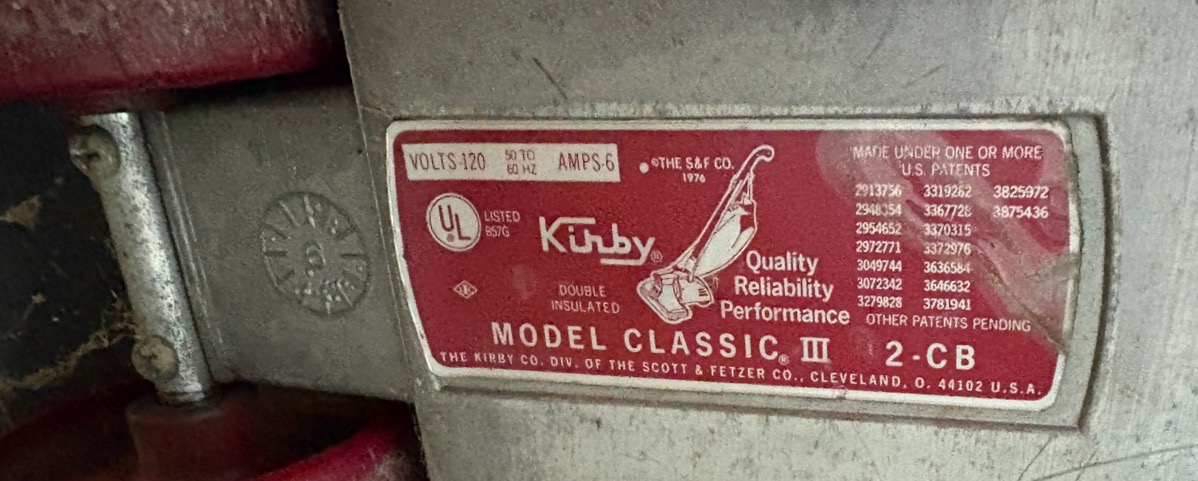 VOLTS-120 50 TO 60 HZ AMPS-6
©THE S&F CO.
1976
UL®
LISTED
857G
Kirby®
DOUBLE
INSULATED
Quality
Reliability
Performance
MADE UNDER ONE OR MORE
U.S. PATENTS
2913756 3319262 3825972
2948354 3367728 3875436
2954652 3370315
2972771 3372976
3049744 3636584
3072342 3646632
3279828 3781941
OTHER PATENTS PENDING
MODEL CLASSIC® III 2-CB
THE KIRBY CO. DIV. OF THE SCOTT & FETZER CO., CLEVELAND, O. 44102 U.S.A.